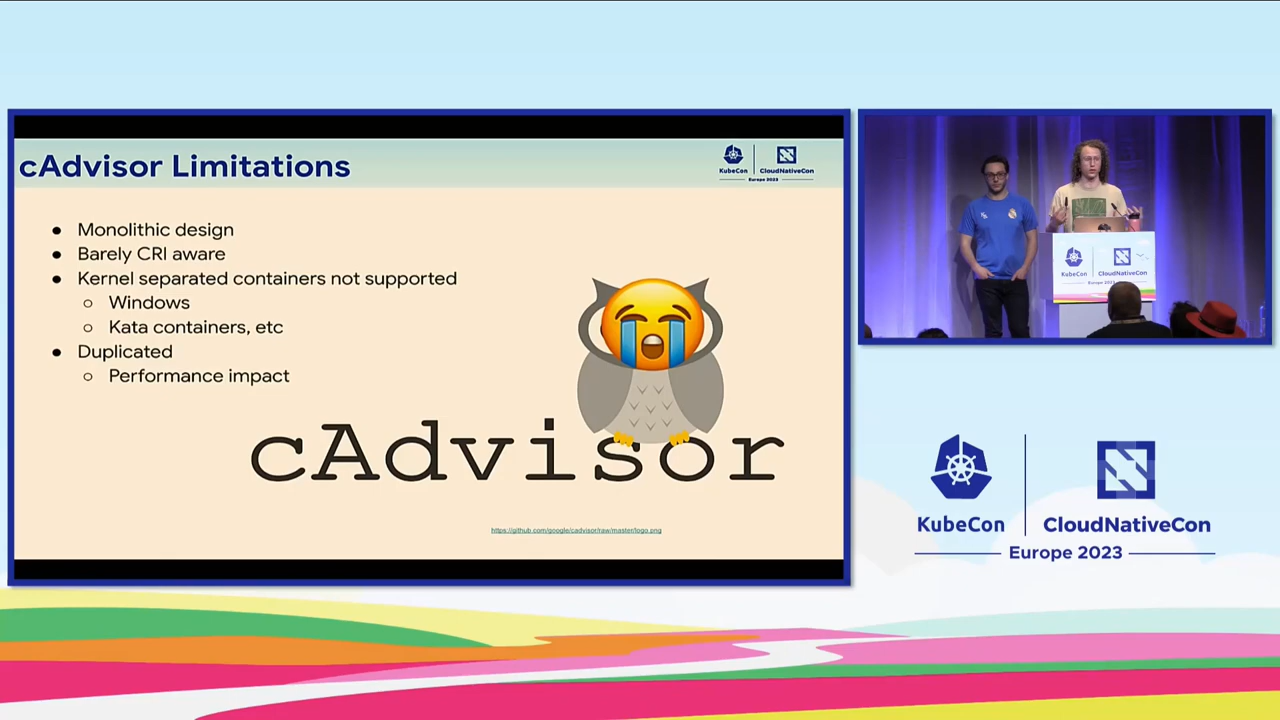 cAdvisor Limitations
KubeCon
CloudNativeCon
Europe 2023
● Monolithic design
● Barely CRI aware
● Kernel separated containers not supported
○ Windows
○ Kata containers, etc
● Duplicated
○ Performance impact
cAdvisor
https://github.com/google/cadvisor/raw/master/logo.png
KubeCon
CloudNativeCon
Europe 2023
KubeCon
CloudNativeCon
Europe 2023